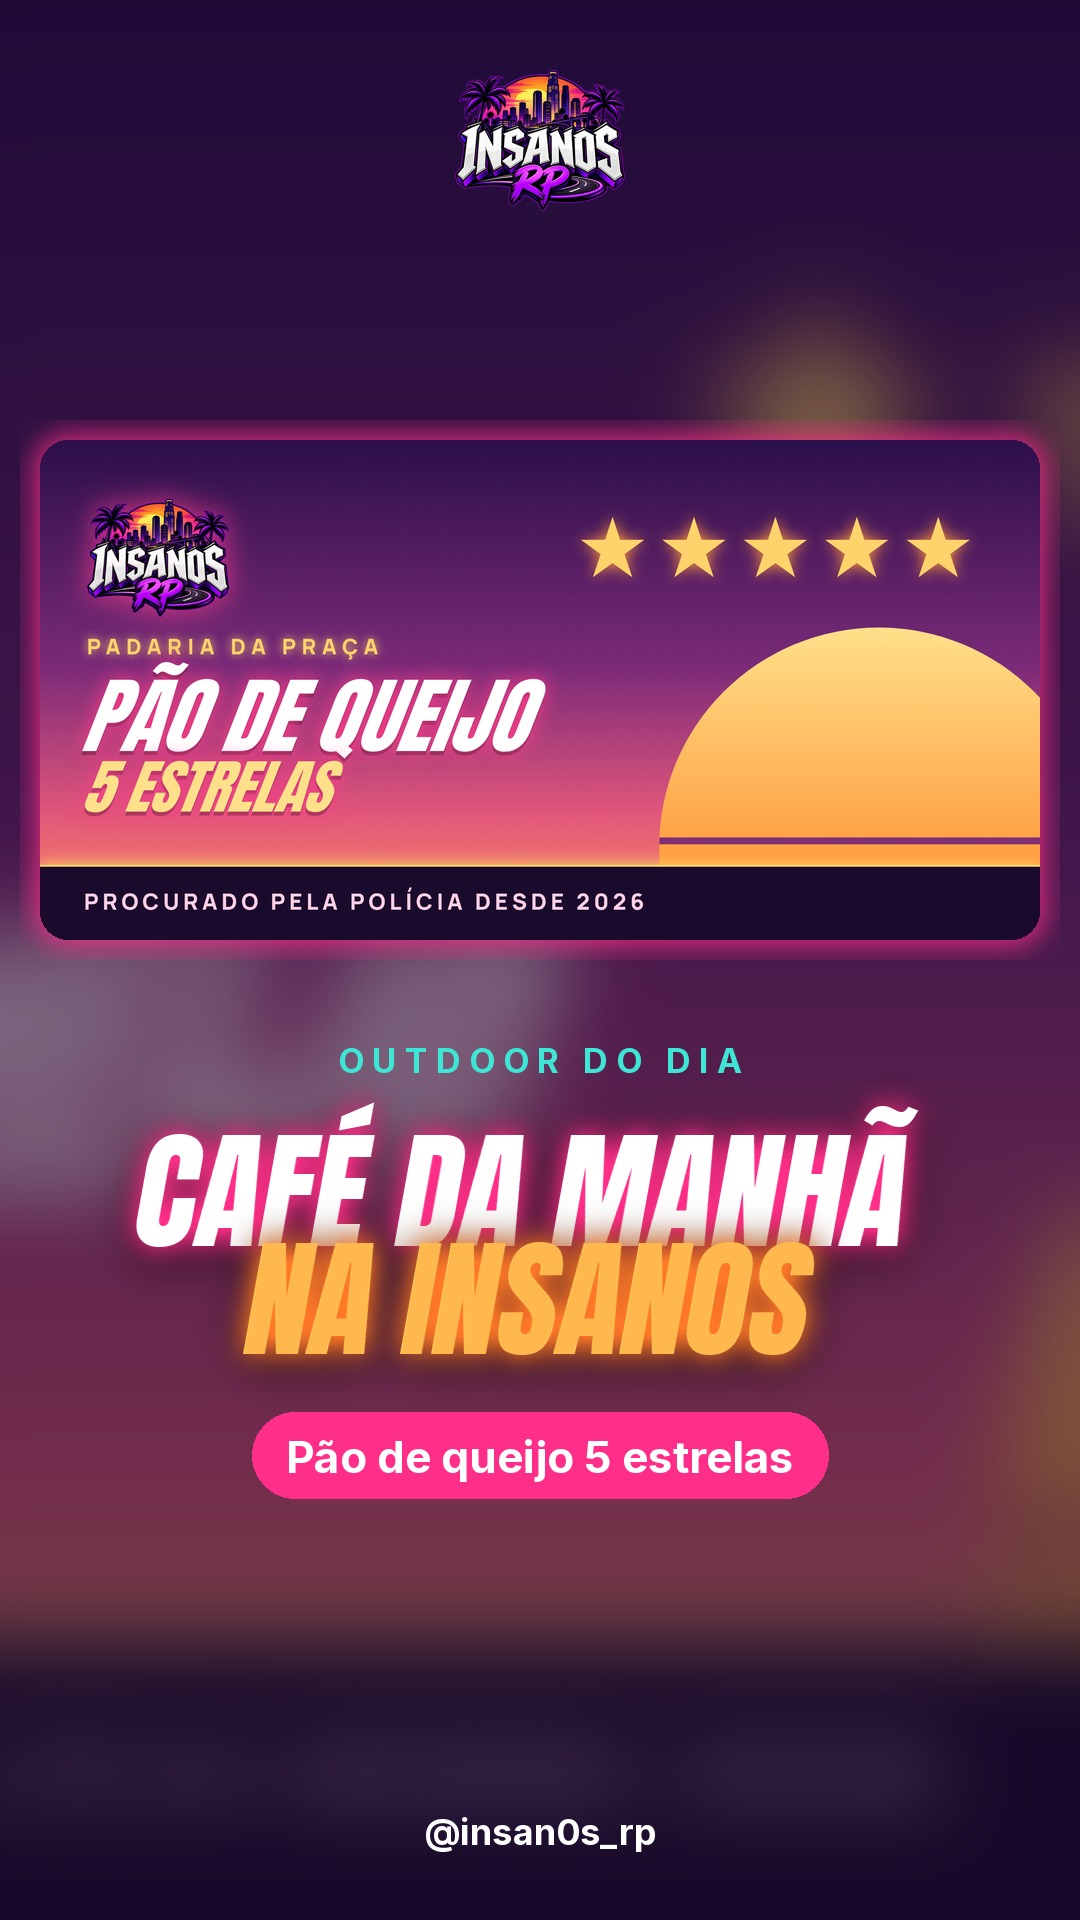 INSANOS
RP
INSANOS
RP
PADARIA DA PRAÇA
PÃO DE QUEIJO
5 ESTRELAS
PROCURADO PELA POLÍCIA DESDE 2026
OUTDOOR DO DIA
CAFÉ DA MANHÃ
NA INSANOS
Pão de queijo 5 estrelas
@insan0s_rp